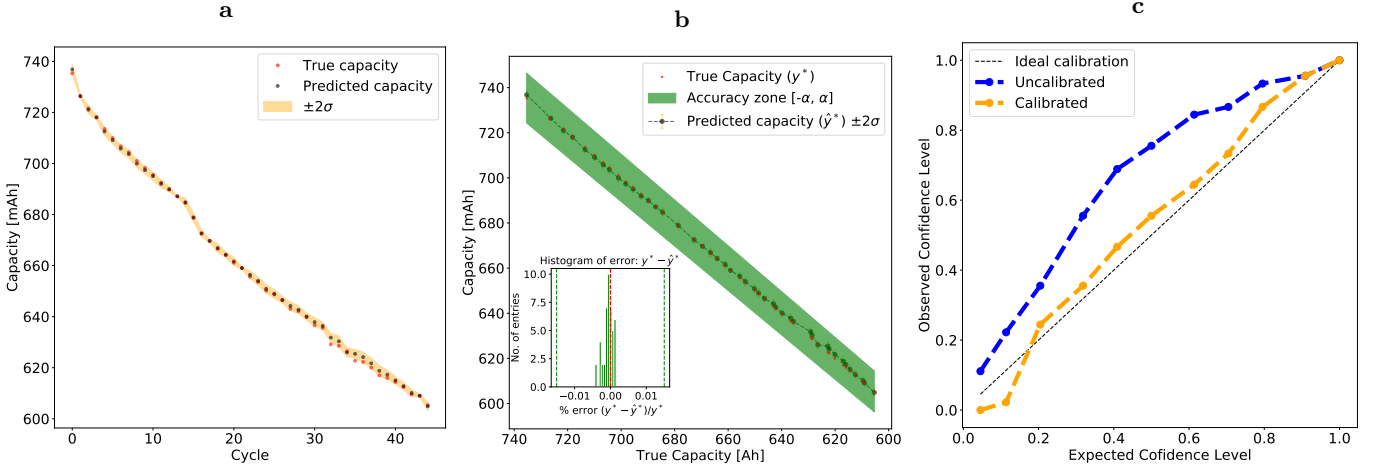 a
740
720
700
680
660
640
620
600
0
10
20
30
40
Capacity [mAh]
Cycle
True capacity
Predicted capacity
±2σ
b
740
720
700
680
660
640
620
600
740
720
700
680
660
640
620
600
Capacity [mAh]
True Capacity [Ah]
True Capacity (y*)
Accuracy zone [-α, α]
Predicted capacity (ŷ*) ±2σ
Histogram of error: y* − ŷ*
10.0
7.5
5.0
2.5
0.0
No. of entries
−0.01
0.00
0.01
% error (y* − ŷ*)/y*
c
1.0
0.8
0.6
0.4
0.2
0.0
0.0
0.2
0.4
0.6
0.8
1.0
Observed Confidence Level
Expected Cofidence Level
Ideal calibration
Uncalibrated
Calibrated